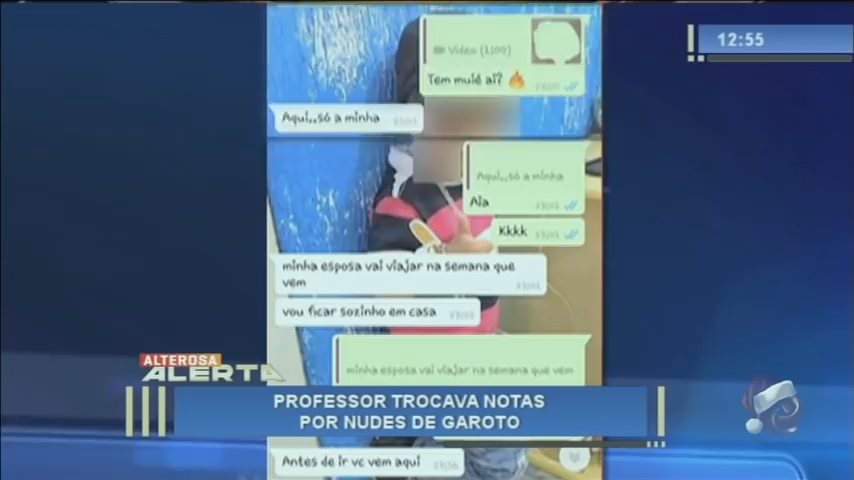 12:55
Vídeo (1:00)
Tem mulé aí? 🔥
Aqui,,só a minha
Aqui,,só a minha
Aia
Kkkk
minha esposa vai viajar na semana que
vem
vou ficar sozinho em casa
minha esposa vai viajar na semana que vem
ALTEROSA
ALERTA
PROFESSOR TROCAVA NOTAS
POR NUDES DE GAROTO
Antes de ir vc vem aqui